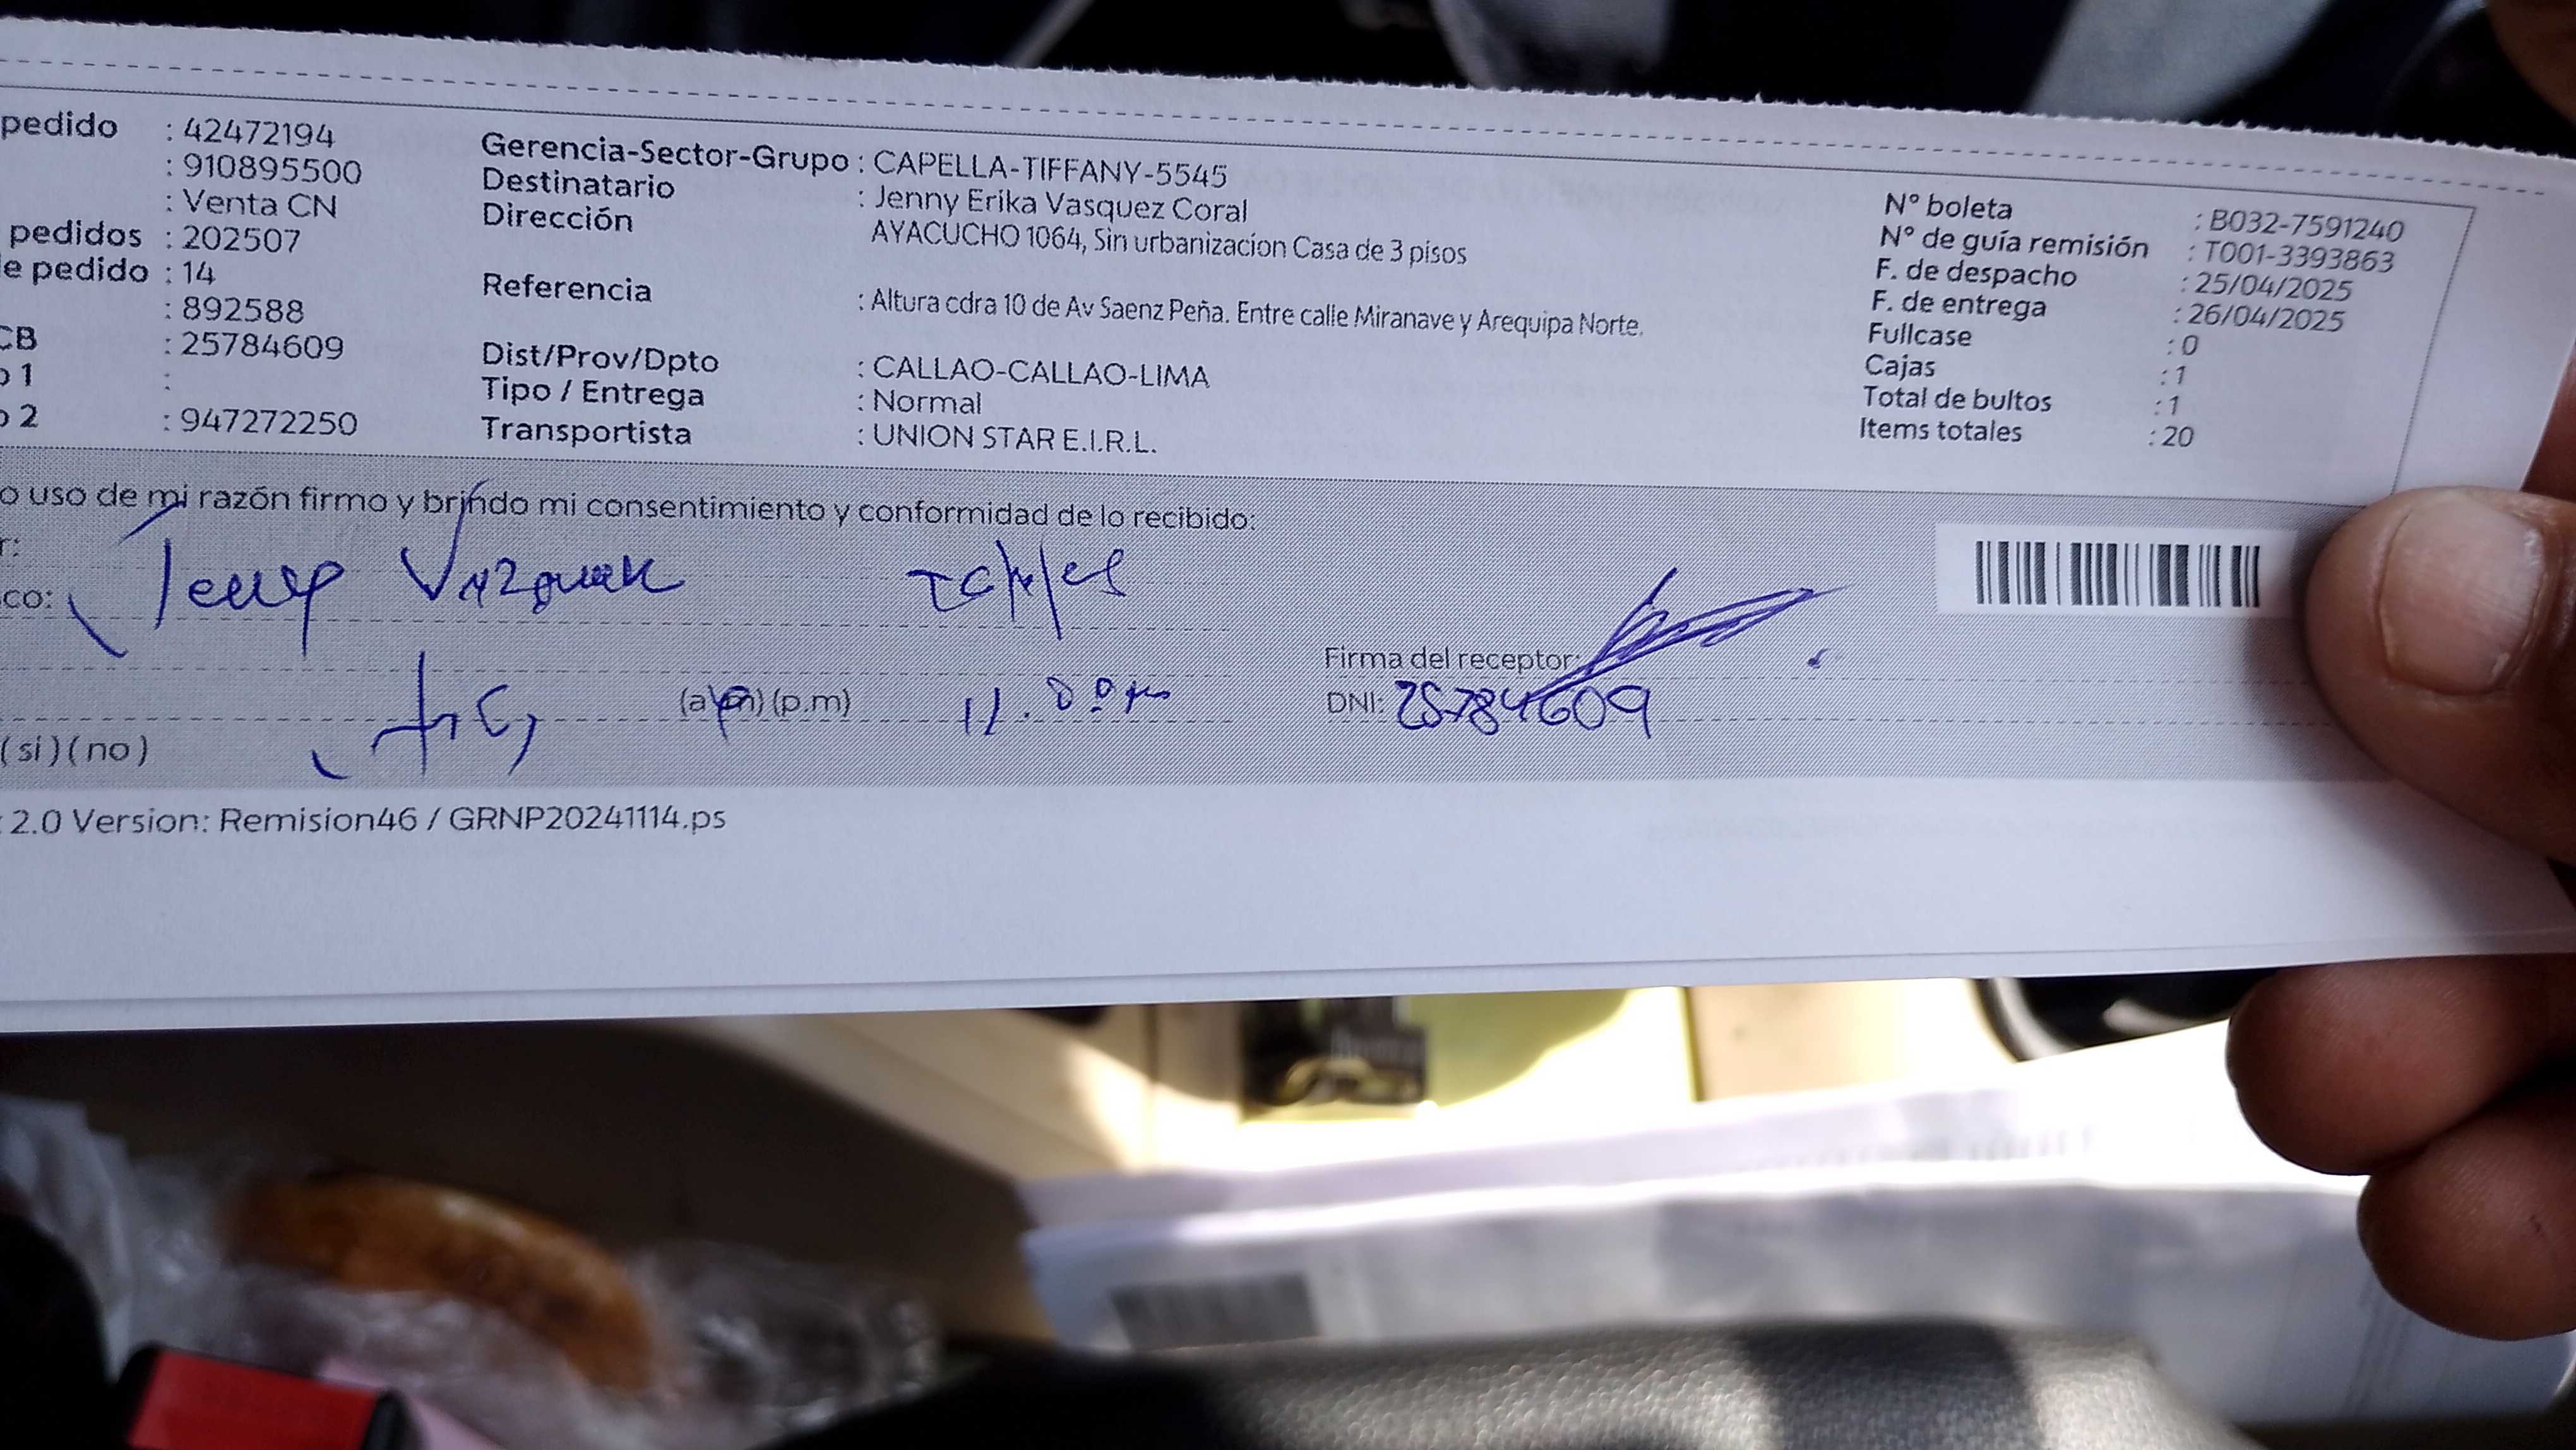 pedido : 42472194
: 910895500
: Venta CN
pedidos : 202507
e pedido : 14
: 892588
CB : 25784609
o 1 :
o 2 : 947272250
Gerencia-Sector-Grupo : CAPELLA-TIFFANY-5545
Destinatario : Jenny Erika Vasquez Coral
Dirección AYACUCHO 1064, Sin urbanizacion Casa de 3 pisos
Referencia : Altura cdra 10 de Av Saenz Peña. Entre calle Miranave y Arequipa Norte.
Dist/Prov/Dpto : CALLAO-CALLAO-LIMA
Tipo / Entrega : Normal
Transportista : UNION STAR E.I.R.L.
N° boleta : B032-7591240
N° de guía remisión : T001-3393863
F. de despacho : 25/04/2025
F. de entrega : 26/04/2025
Fullcase : 0
Cajas : 1
Total de bultos : 1
Items totales : 20
o uso de mi razón firmo y brindo mi consentimiento y conformidad de lo recibido:
r:
co: Jenny
Firma del receptor:
(a.m) (p.m) 11.00 DNI: 25784609
(si) (no)
2.0 Version: Remision46 / GRNP20241114.ps